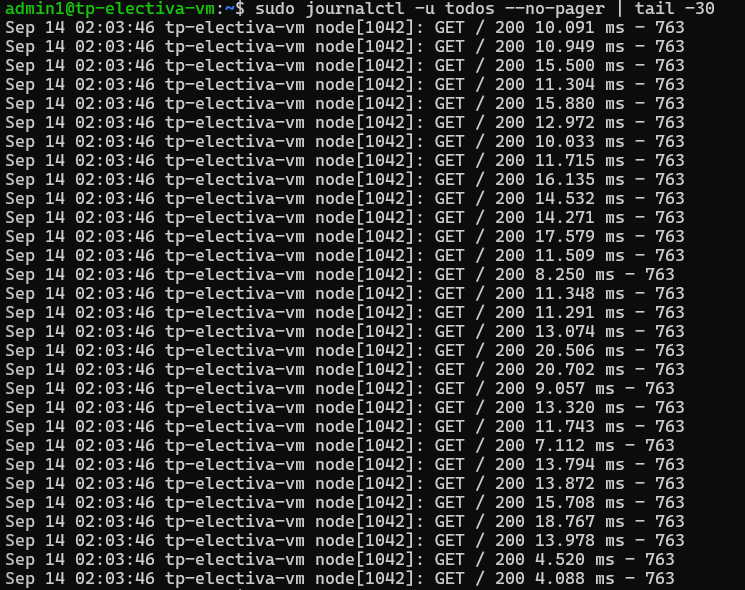 admin1@tp-electiva-vm:~$ sudo journalctl -u todos --no-pager | tail -30
Sep 14 02:03:46 tp-electiva-vm node[1042]: GET / 200 10.091 ms - 763
Sep 14 02:03:46 tp-electiva-vm node[1042]: GET / 200 10.949 ms - 763
Sep 14 02:03:46 tp-electiva-vm node[1042]: GET / 200 15.500 ms - 763
Sep 14 02:03:46 tp-electiva-vm node[1042]: GET / 200 11.304 ms - 763
Sep 14 02:03:46 tp-electiva-vm node[1042]: GET / 200 15.880 ms - 763
Sep 14 02:03:46 tp-electiva-vm node[1042]: GET / 200 12.972 ms - 763
Sep 14 02:03:46 tp-electiva-vm node[1042]: GET / 200 10.033 ms - 763
Sep 14 02:03:46 tp-electiva-vm node[1042]: GET / 200 11.715 ms - 763
Sep 14 02:03:46 tp-electiva-vm node[1042]: GET / 200 16.135 ms - 763
Sep 14 02:03:46 tp-electiva-vm node[1042]: GET / 200 14.532 ms - 763
Sep 14 02:03:46 tp-electiva-vm node[1042]: GET / 200 14.271 ms - 763
Sep 14 02:03:46 tp-electiva-vm node[1042]: GET / 200 17.579 ms - 763
Sep 14 02:03:46 tp-electiva-vm node[1042]: GET / 200 11.509 ms - 763
Sep 14 02:03:46 tp-electiva-vm node[1042]: GET / 200 8.250 ms - 763
Sep 14 02:03:46 tp-electiva-vm node[1042]: GET / 200 11.348 ms - 763
Sep 14 02:03:46 tp-electiva-vm node[1042]: GET / 200 11.291 ms - 763
Sep 14 02:03:46 tp-electiva-vm node[1042]: GET / 200 13.074 ms - 763
Sep 14 02:03:46 tp-electiva-vm node[1042]: GET / 200 20.506 ms - 763
Sep 14 02:03:46 tp-electiva-vm node[1042]: GET / 200 20.702 ms - 763
Sep 14 02:03:46 tp-electiva-vm node[1042]: GET / 200 9.057 ms - 763
Sep 14 02:03:46 tp-electiva-vm node[1042]: GET / 200 13.320 ms - 763
Sep 14 02:03:46 tp-electiva-vm node[1042]: GET / 200 11.743 ms - 763
Sep 14 02:03:46 tp-electiva-vm node[1042]: GET / 200 7.112 ms - 763
Sep 14 02:03:46 tp-electiva-vm node[1042]: GET / 200 13.794 ms - 763
Sep 14 02:03:46 tp-electiva-vm node[1042]: GET / 200 13.872 ms - 763
Sep 14 02:03:46 tp-electiva-vm node[1042]: GET / 200 15.708 ms - 763
Sep 14 02:03:46 tp-electiva-vm node[1042]: GET / 200 18.767 ms - 763
Sep 14 02:03:46 tp-electiva-vm node[1042]: GET / 200 13.978 ms - 763
Sep 14 02:03:46 tp-electiva-vm node[1042]: GET / 200 4.520 ms - 763
Sep 14 02:03:46 tp-electiva-vm node[1042]: GET / 200 4.088 ms - 763